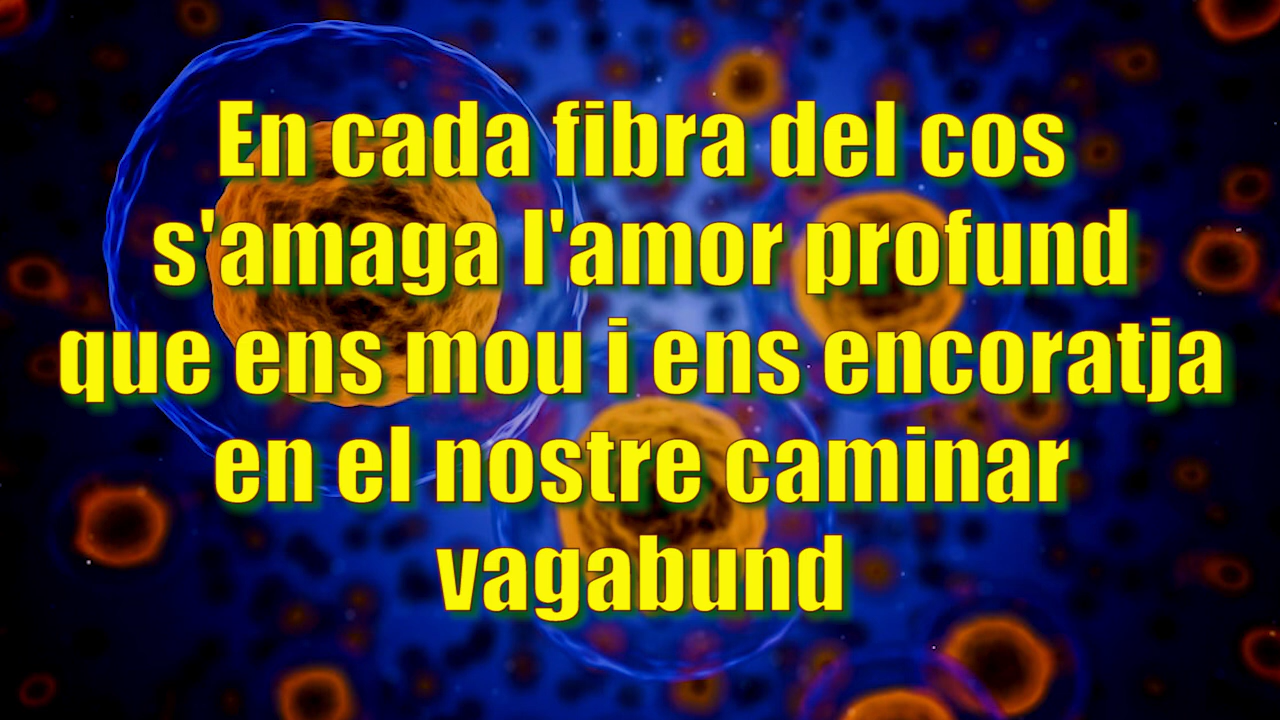 En cada fibra del cos
s'amaga l'amor profund
que ens mou i ens encoratja
en el nostre caminar
vagabund